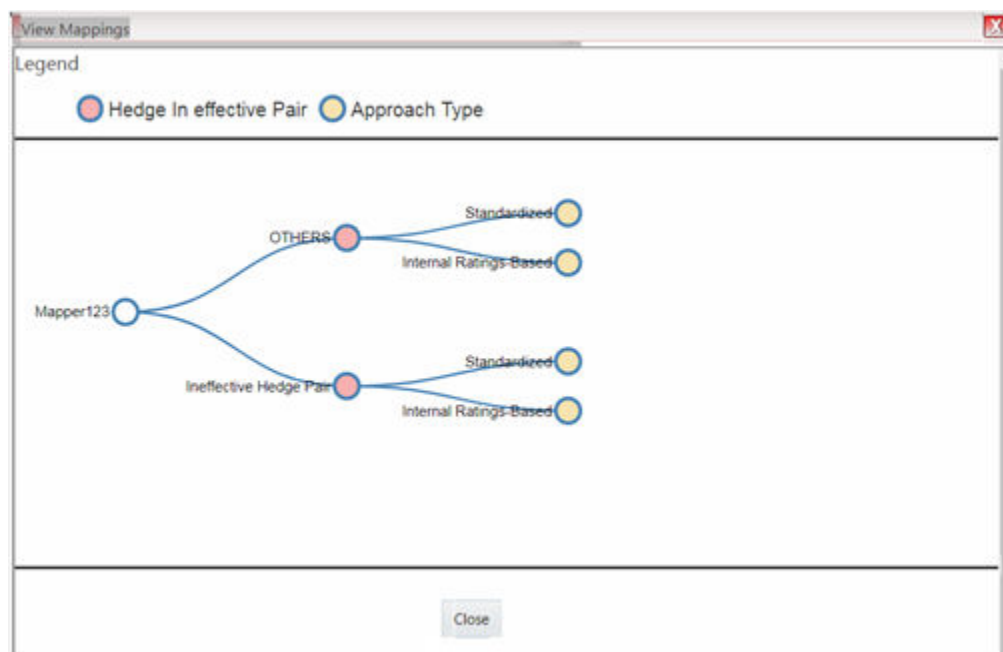 View Mappings
X
Legend
Hedge In effective Pair
Approach Type
Standardized
OTHERS
Internal Ratings-Based
Mapper123
Standardized
Ineffective Hedge Pair
Internal Ratings-Based
Close